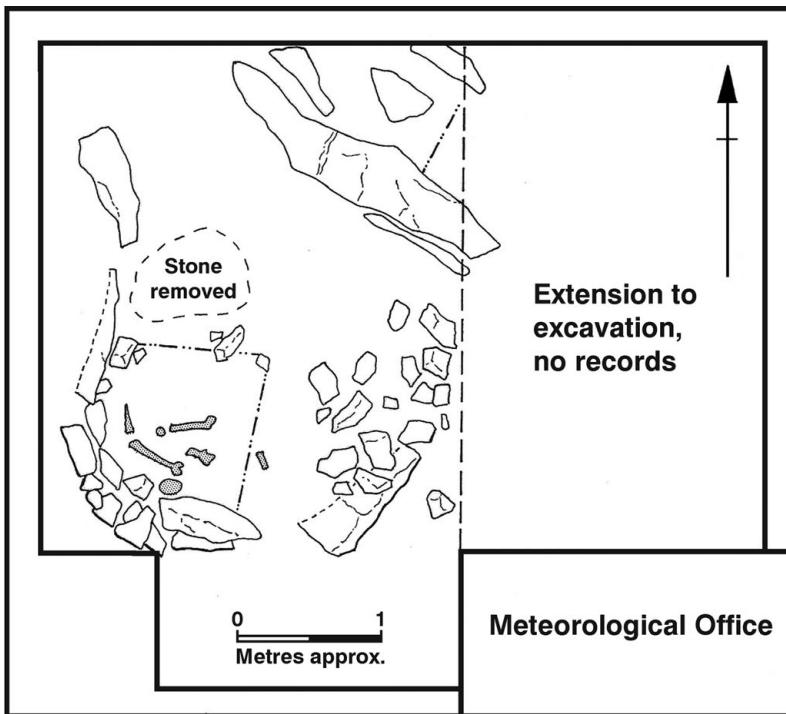 Stone
removed
Extension to
excavation,
no records
0 1
Metres approx.
Meteorological Office